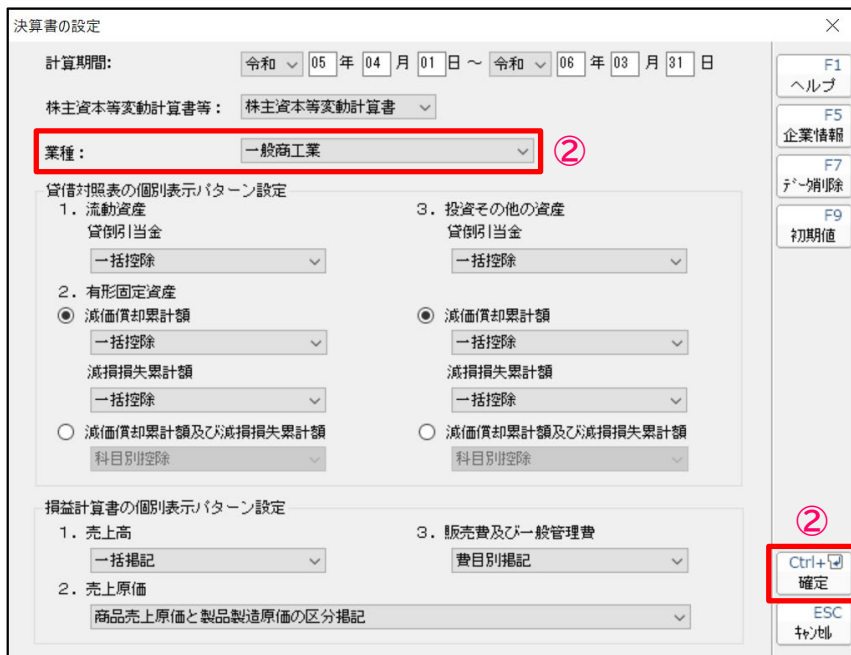 決算書の設定
計算期間: 令和 05 年 04 月 01 日 ～ 令和 06 年 03 月 31 日
株主資本等変動計算書等： 株主資本等変動計算書
業種： 一般商工業 ②
貸借対照表の個別表示パターン設定
１．流動資産
貸倒引当金
一括控除
２．有形固定資産
減価償却累計額
一括控除
減損損失累計額
一括控除
減価償却累計額及び減損損失累計額
科目別控除
３．投資その他の資産
貸倒引当金
一括控除
減価償却累計額
一括控除
減損損失累計額
一括控除
減価償却累計額及び減損損失累計額
科目別控除
損益計算書の個別表示パターン設定
１．売上高
一括掲記
２．売上原価
商品売上原価と製品製造原価の区分掲記
３．販売費及び一般管理費
費目別掲記
F1
ヘルプ
F5
企業情報
F7
ﾃﾞｰﾀ削除
F9
初期値
②
Ctrl+
確定
ESC
ｷｬﾝｾﾙ